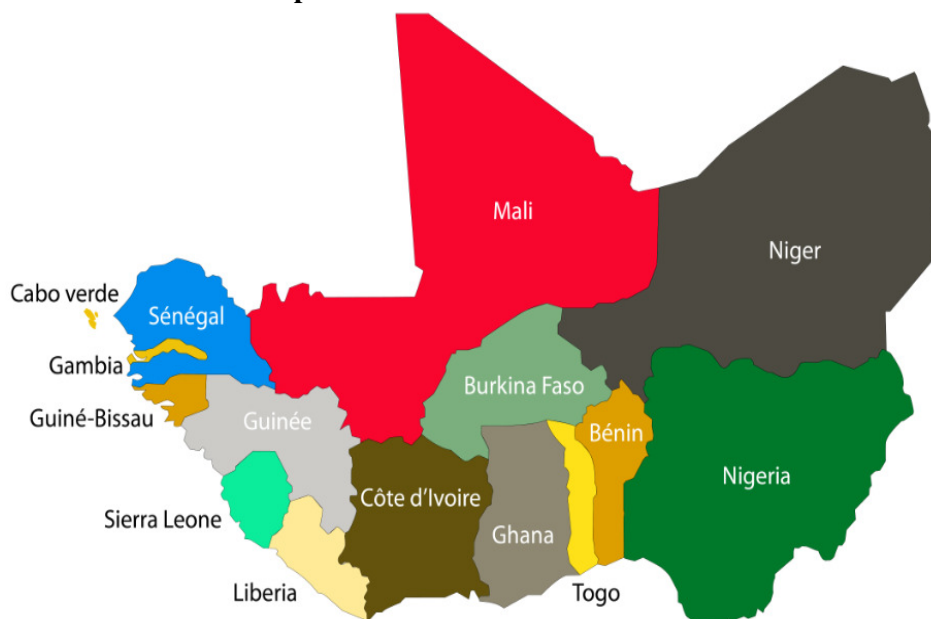 Mali
Niger
Cabo verde
Sénégal
Gambia
Burkina Faso
Guiné-Bissau
Guinée
Bénin
Nigeria
Côte d'Ivoire
Sierra Leone
Ghana
Liberia
Togo